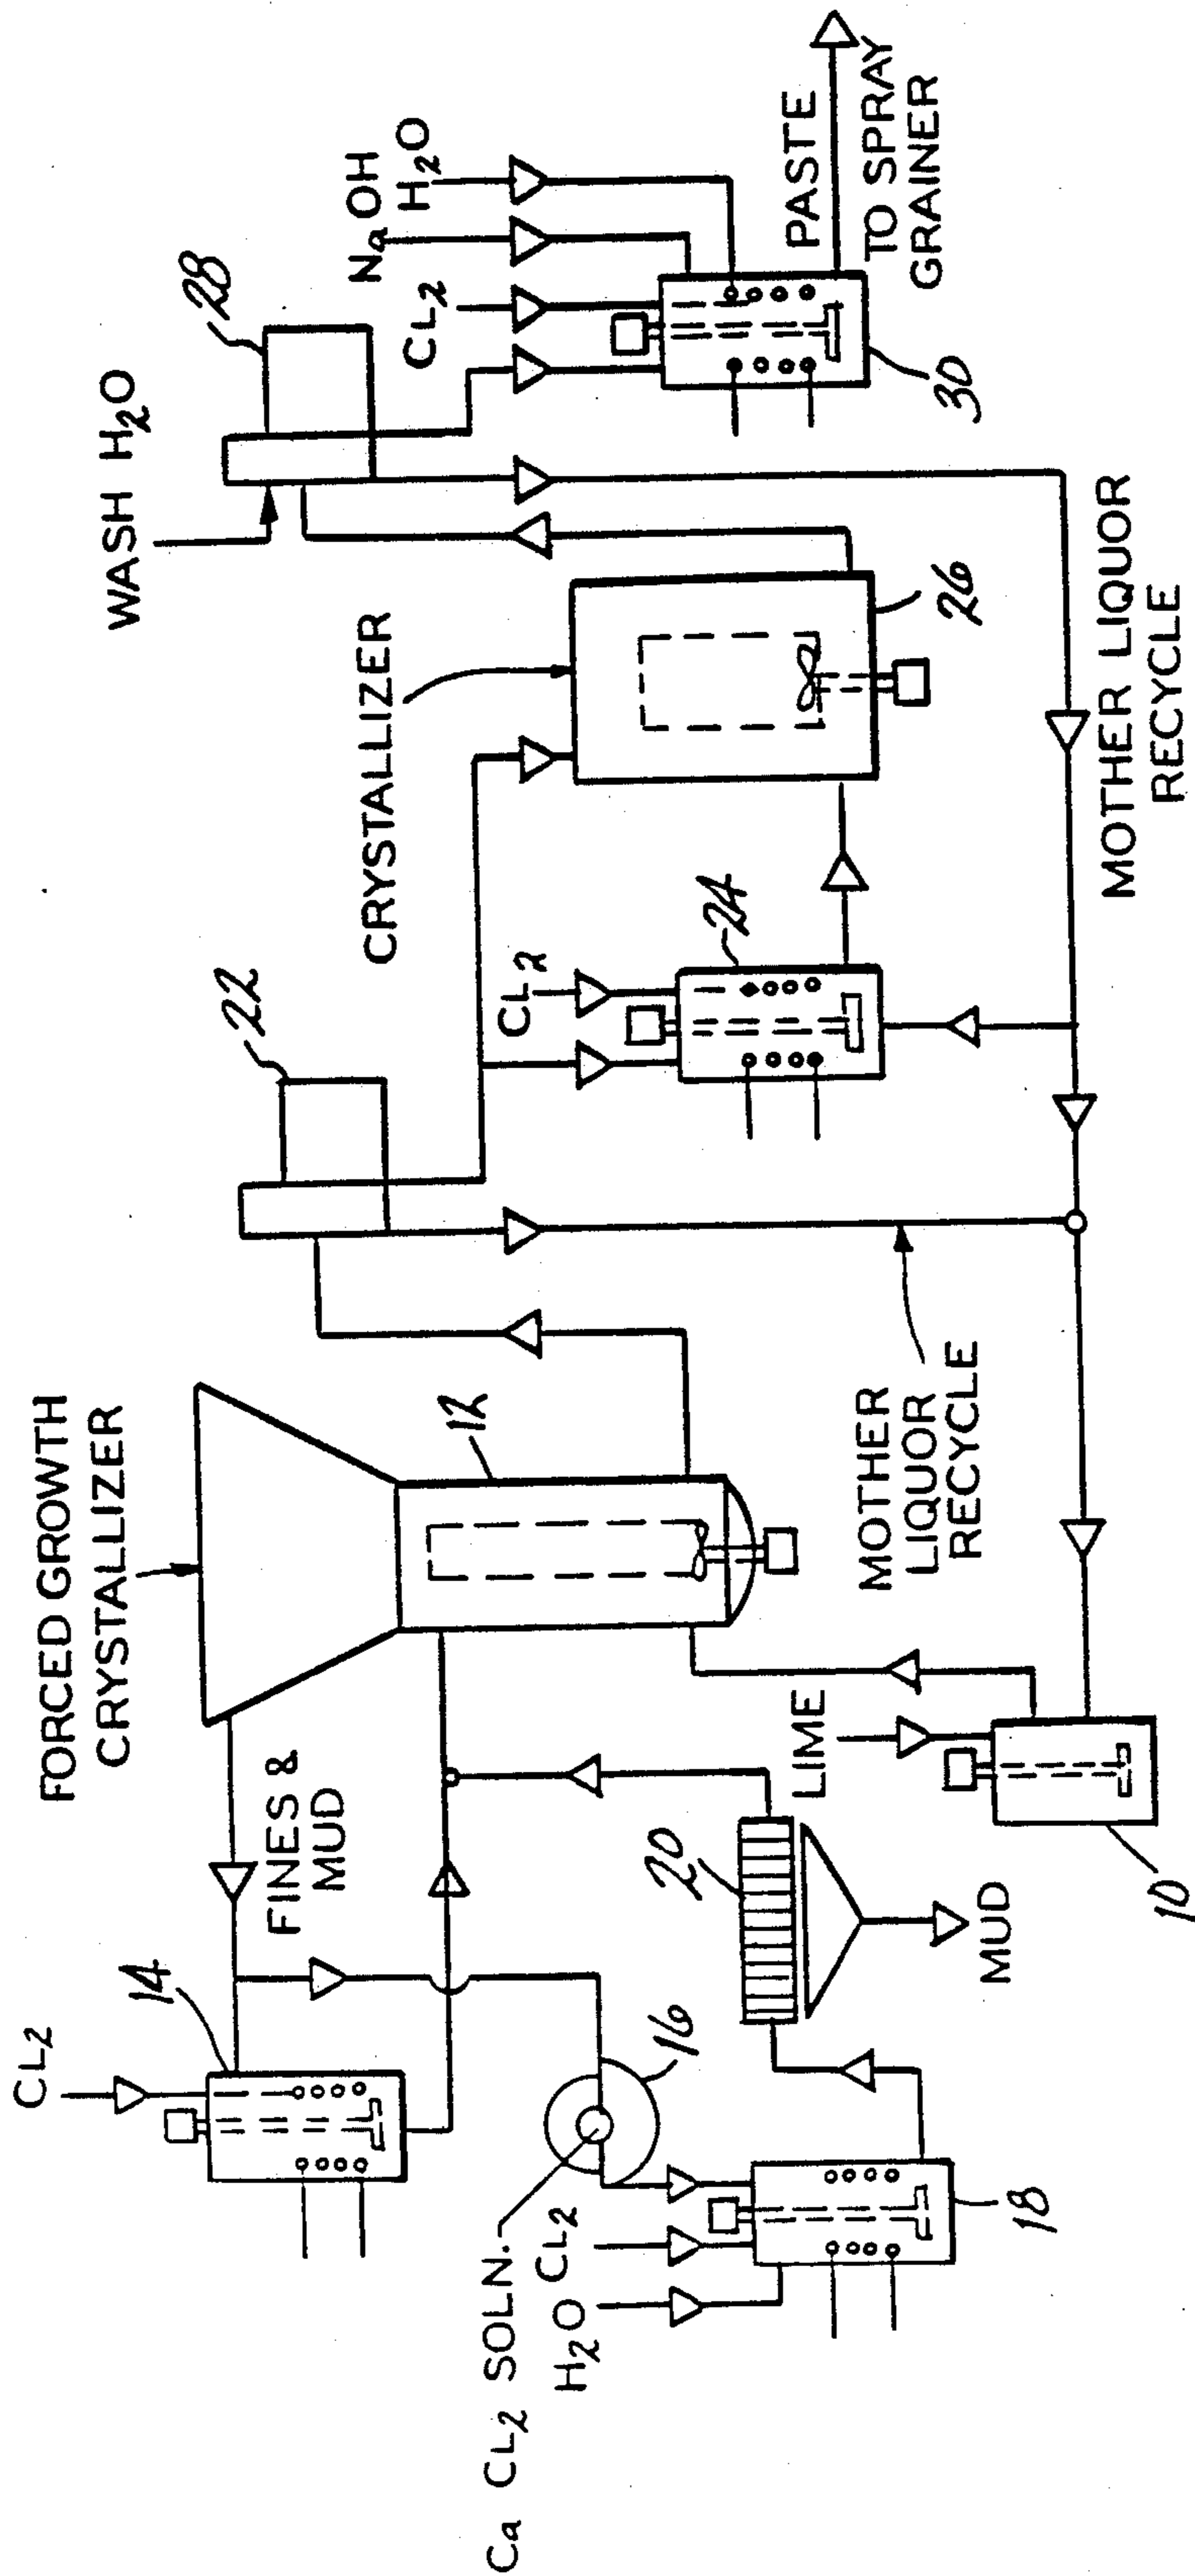 Cl2
14
FINES &
MUD
FORCED GROWTH
CRYSTALLIZER
12
22
WASH H2O
28
CRYSTALLIZER
Cl2
24
26
Cl2
NaOH
H2O
30
PASTE
TO SPRAY
GRAINER
Ca Cl2 SOLN.
H2O
Cl2
16
18
20
MUD
LIME
10
MOTHER
LIQUOR
RECYCLE
MOTHER LIQUOR
RECYCLE